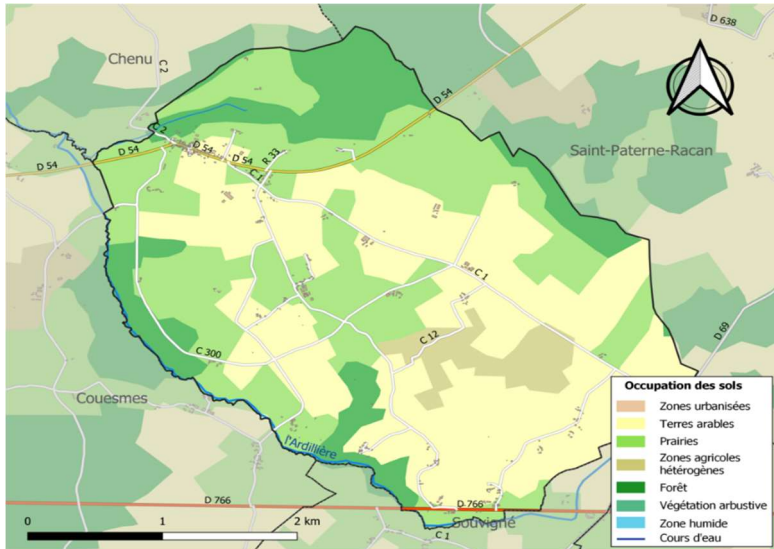 D 638
Chenu
C 2
D 54
Saint-Paterne-Racan
C 2
D 54
D 54
D 54
D 54
R 33
C 1
C 1
D 69
C 12
C 300
Couesmes
l'Ardillière
D 766
D 766
Souvigné
C 1
0 1 2 km
Occupation des sols
Zones urbanisées
Terres arables
Prairies
Zones agricoles
hétérogènes
Forêt
Végétation arbustive
Zone humide
Cours d'eau